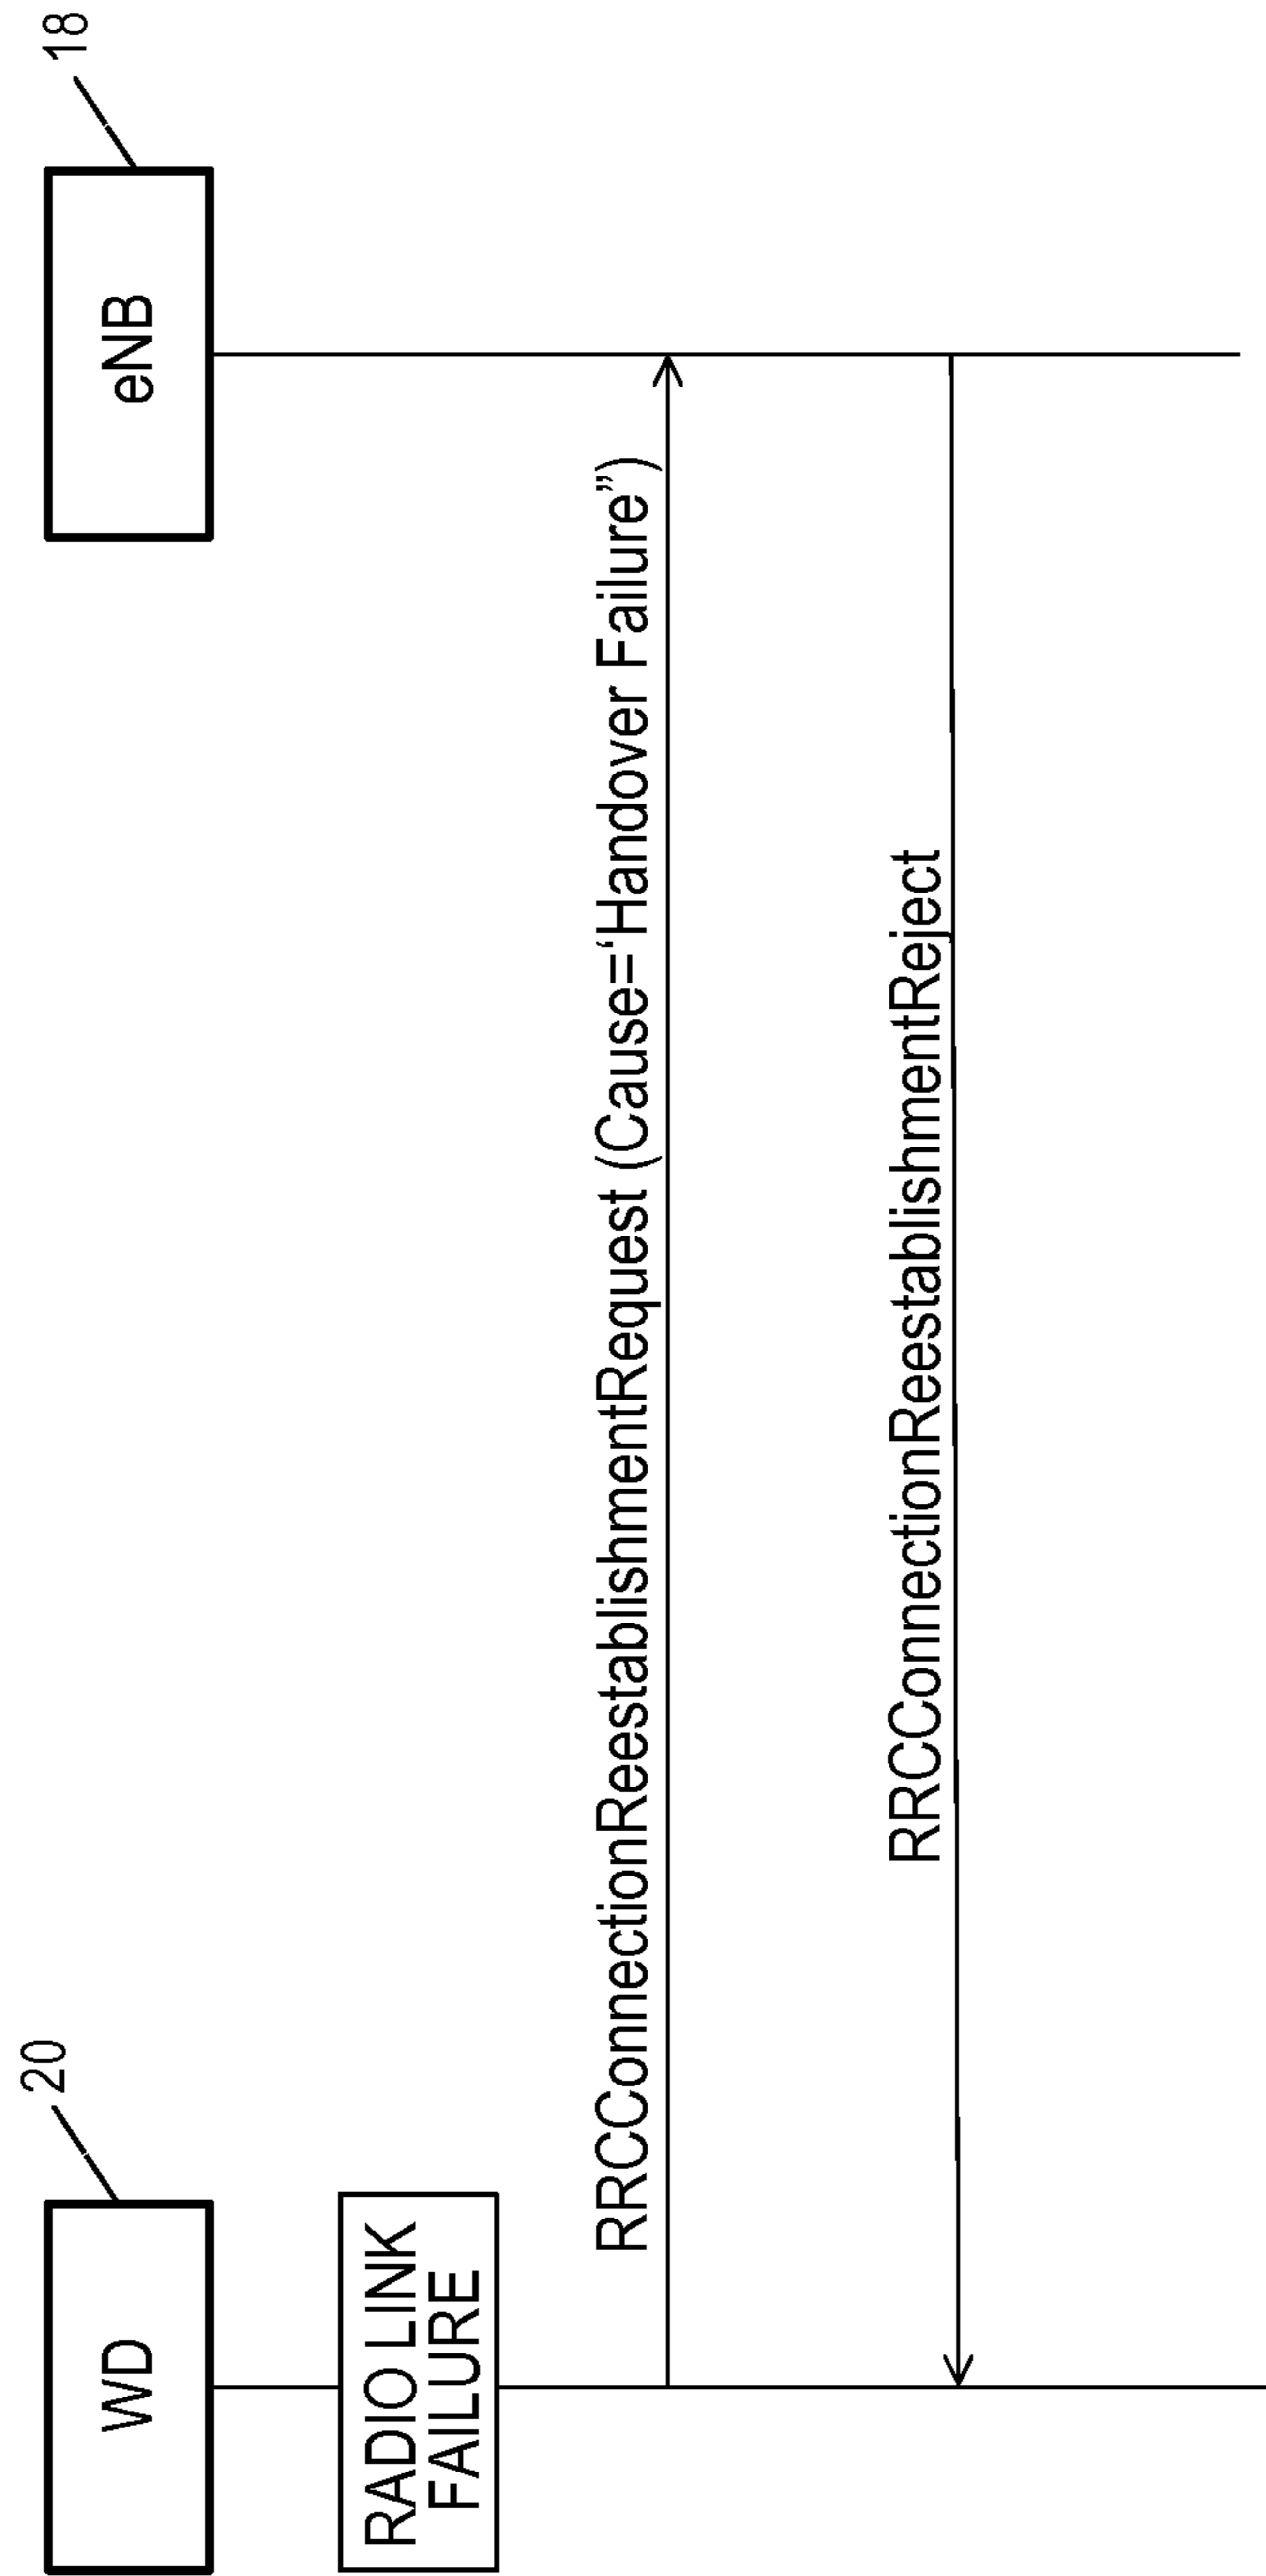 20
18
WD
eNB
RADIO LINK
FAILURE
RRCConnectionReestablishmentRequest (Cause=‘Handover Failure”)
RRCConnectionReestablishmentReject